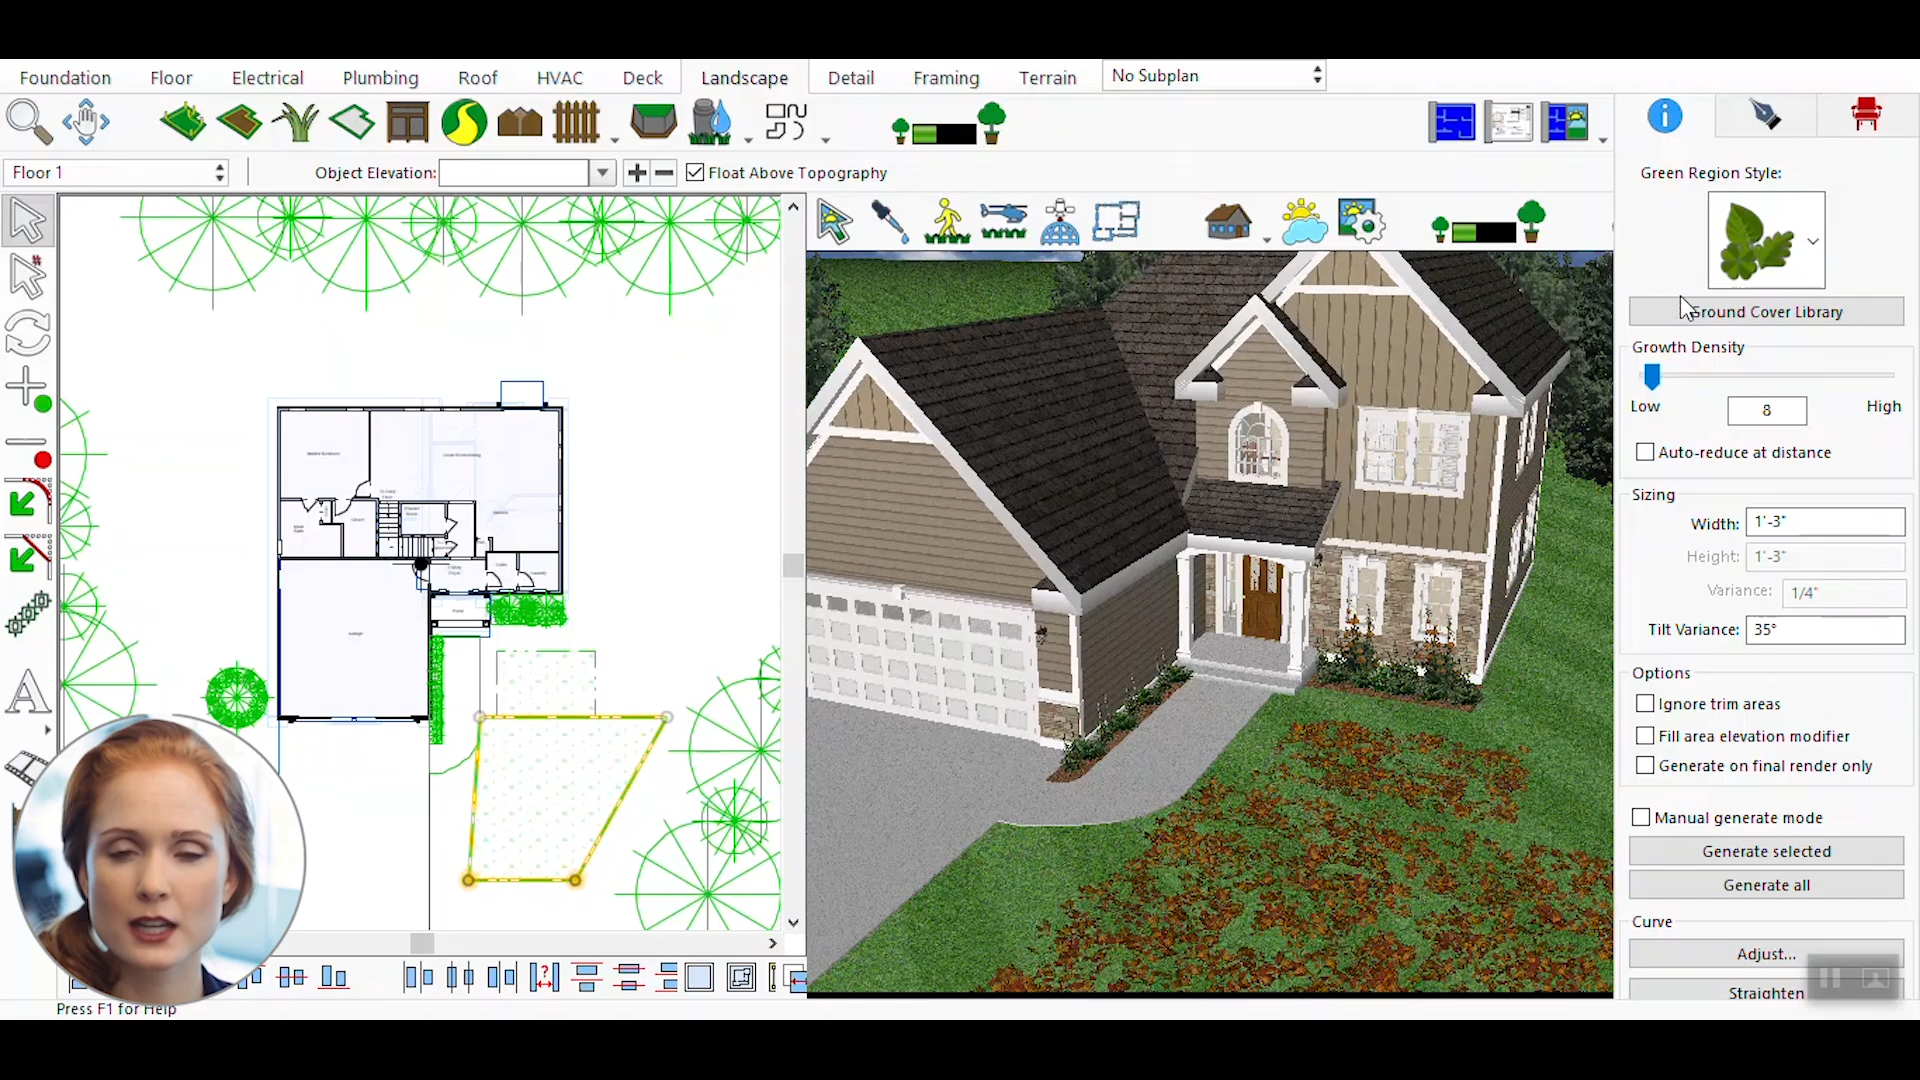 Foundation Floor Electrical Plumbing Roof HVAC Deck Landscape Detail Framing Terrain No Subplan
Floor 1 Object Elevation: Float Above Topography
Green Region Style:
Ground Cover Library
Growth Density
Low 8 High
Auto-reduce at distance
Sizing
Width: 1'-3"
Height: 1'-3"
Variance: 1/4"
Tilt Variance: 35°
Options
Ignore trim areas
Fill area elevation modifier
Generate on final render only
Manual generate mode
Generate selected
Generate all
Curve
Adjust...
Straighten
Garage
A
Press F1 for Help